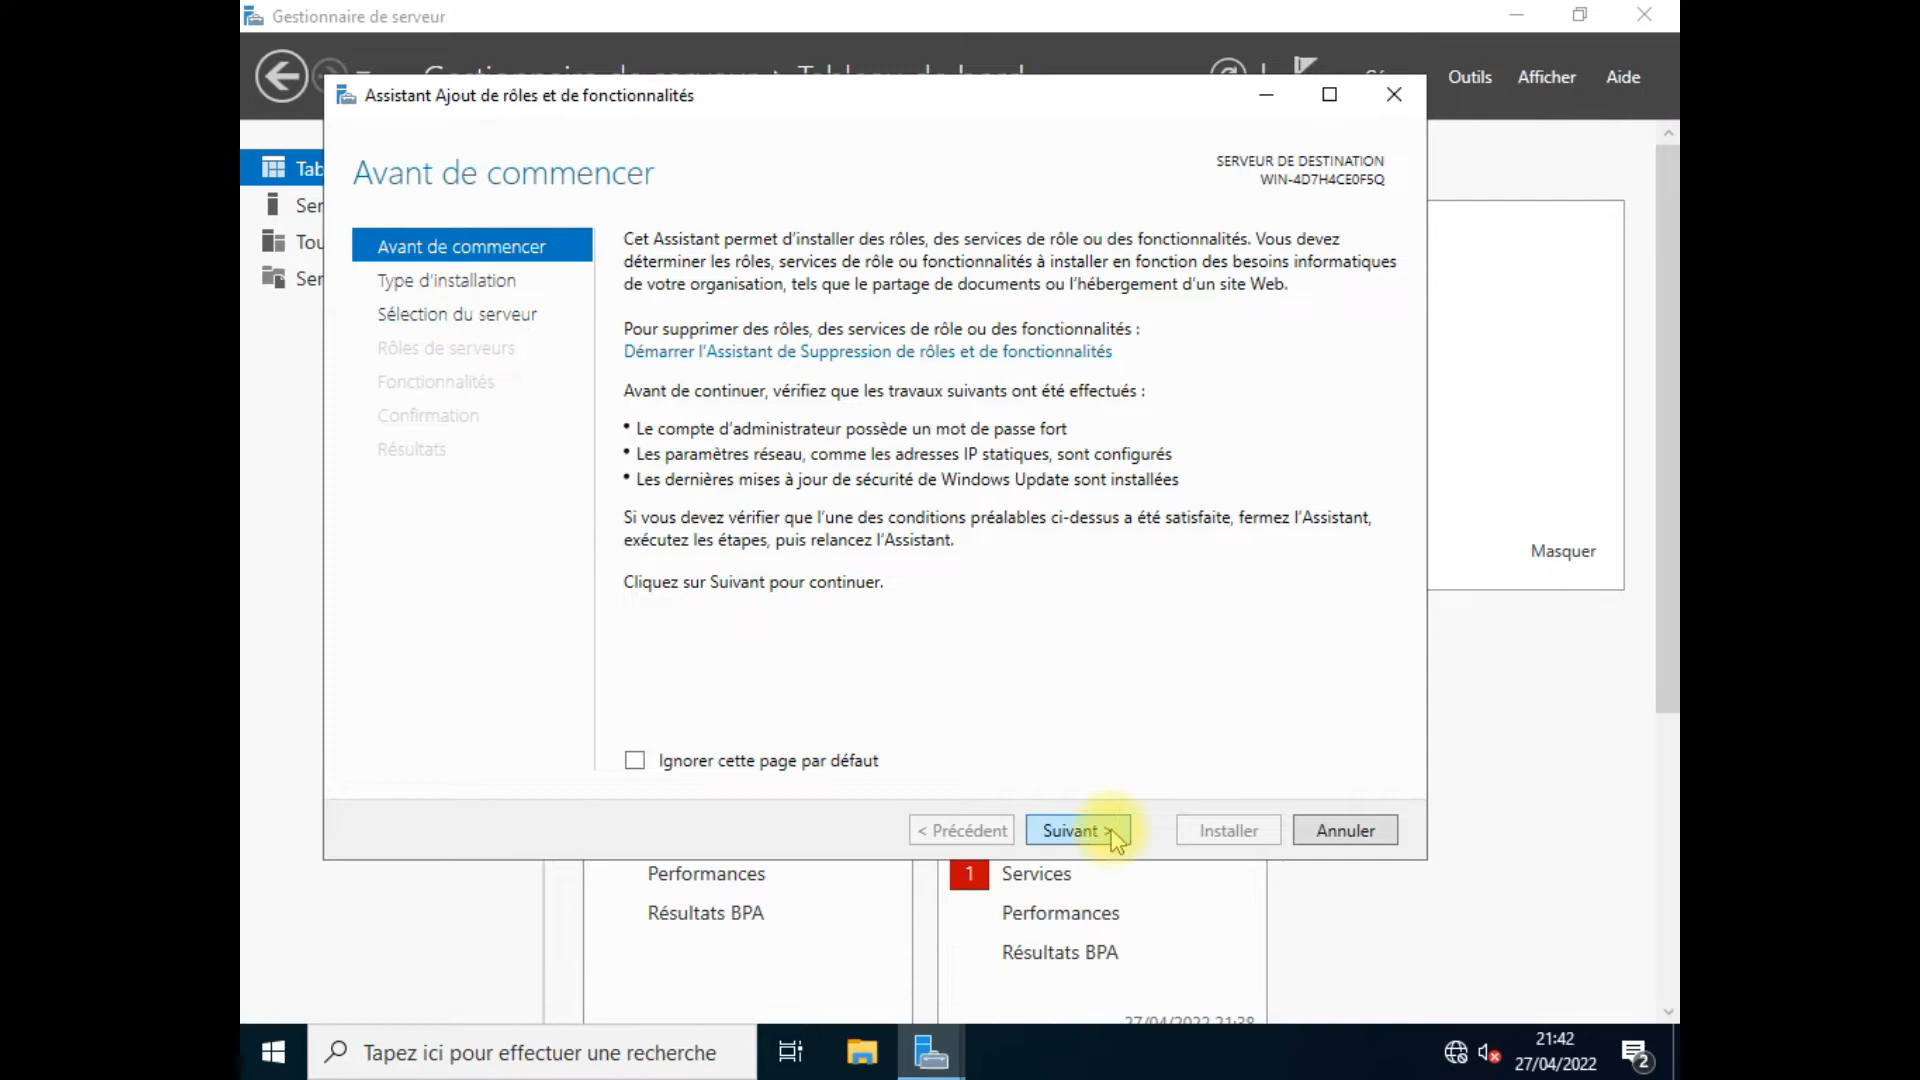 Gestionnaire de serveur
Outils Afficher Aide
Assistant Ajout de rôles et de fonctionnalités
Avant de commencer
SERVEUR DE DESTINATION
WIN-4D7H4CE0F5Q
Tab
Ser
Tou
Ser
Avant de commencer
Type d'installation
Sélection du serveur
Rôles de serveurs
Fonctionnalités
Confirmation
Résultats
Cet Assistant permet d'installer des rôles, des services de rôle ou des fonctionnalités. Vous devez
déterminer les rôles, services de rôle ou fonctionnalités à installer en fonction des besoins informatiques
de votre organisation, tels que le partage de documents ou l'hébergement d'un site Web.
Pour supprimer des rôles, des services de rôle ou des fonctionnalités :
Démarrer l'Assistant de Suppression de rôles et de fonctionnalités
Avant de continuer, vérifiez que les travaux suivants ont été effectués :
• Le compte d'administrateur possède un mot de passe fort
• Les paramètres réseau, comme les adresses IP statiques, sont configurés
• Les dernières mises à jour de sécurité de Windows Update sont installées
Si vous devez vérifier que l'une des conditions préalables ci-dessus a été satisfaite, fermez l'Assistant,
exécutez les étapes, puis relancez l'Assistant.
Cliquez sur Suivant pour continuer.
Masquer
Ignorer cette page par défaut
< Précédent Suivant > Installer Annuler
Performances
Résultats BPA
1 Services
Performances
Résultats BPA
27/04/2022 21:38
Tapez ici pour effectuer une recherche
21:42
27/04/2022
2